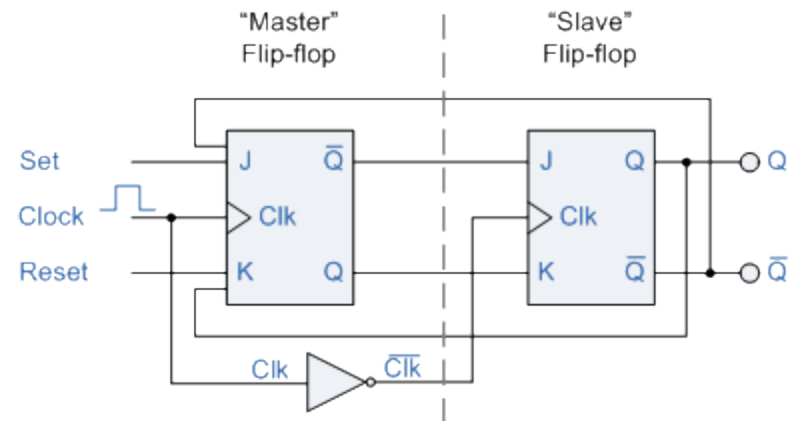 “Master”
Flip-flop
“Slave”
Flip-flop
Set
J
Q̅
J
Q
Q
Clock
Clk
Clk
Reset
K
Q
K
Q̅
Q̅
Clk
C̅l̅k̅